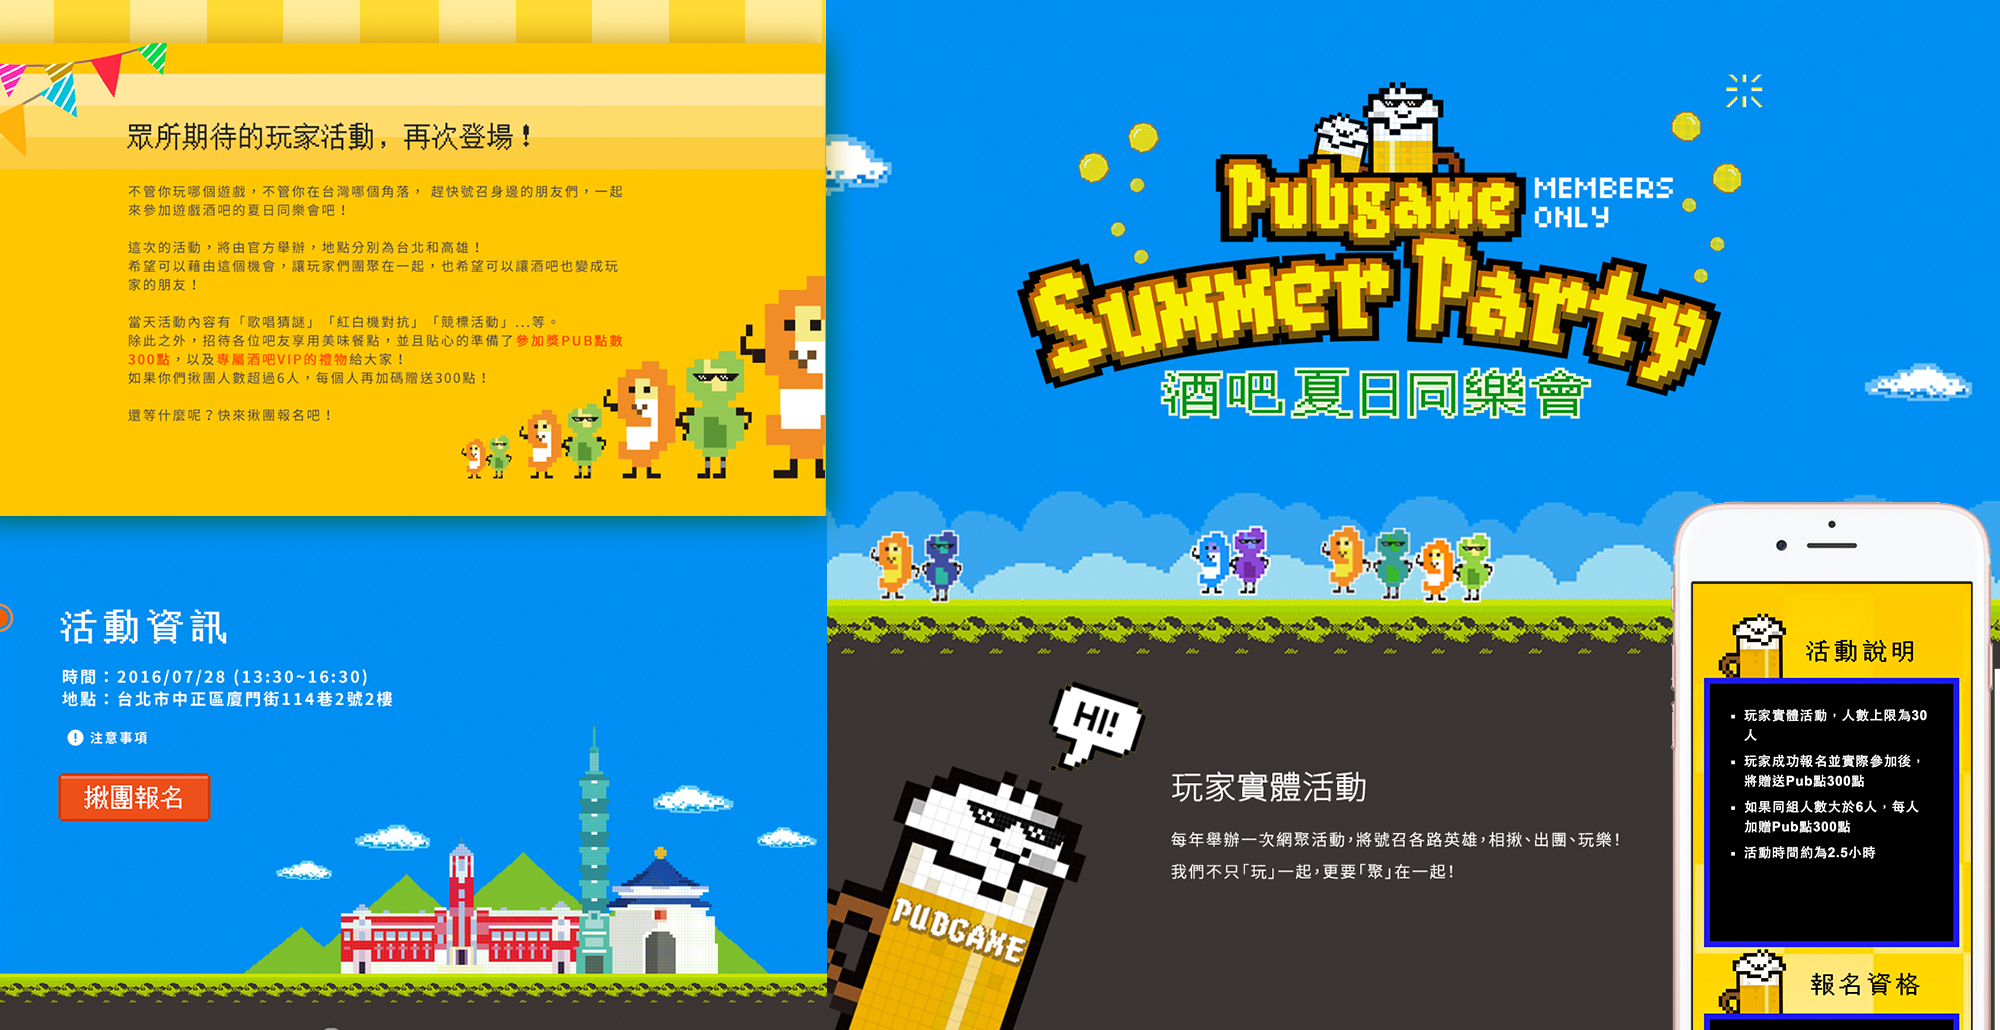 眾所期待的玩家活動，再次登場！
不管你玩哪個遊戲，不管你在台灣哪個角落， 趕快號召身邊的朋友們，一起
來參加遊戲酒吧的夏日同樂會吧！
這次的活動，將由官方舉辦，地點分別為台北和高雄！
希望可以藉由這個機會，讓玩家們團聚在一起，也希望可以讓酒吧也變成玩
家的朋友！
當天活動內容有「歌唱猜謎」「紅白機對抗」「競標活動」...等。
除此之外，招待各位吧友享用美味餐點，並且貼心的準備了參加獎PUB點數
300點，以及專屬酒吧VIP的禮物給大家！
如果你們揪團人數超過6人，每個人再加碼贈送300點！
還等什麼呢？快來揪團報名吧！
活動資訊
時間：2016/07/28 (13:30~16:30)
地點：台北市中正區廈門街114巷2號2樓
! 注意事項
揪團報名
Pubgame
MEMBERS
ONLY
Summer Party
酒吧夏日同樂會
HI!
PUBGAME
玩家實體活動
每年舉辦一次網聚活動，將號召各路英雄，相揪、出團、玩樂！
我們不只「玩」一起，更要「聚」在一起！
活動說明
▪ 玩家實體活動，人數上限為30
人
▪ 玩家成功報名並實際參加後，
將贈送Pub點300點
▪ 如果同組人數大於6人，每人
加贈Pub點300點
▪ 活動時間約為2.5小時
報名資格